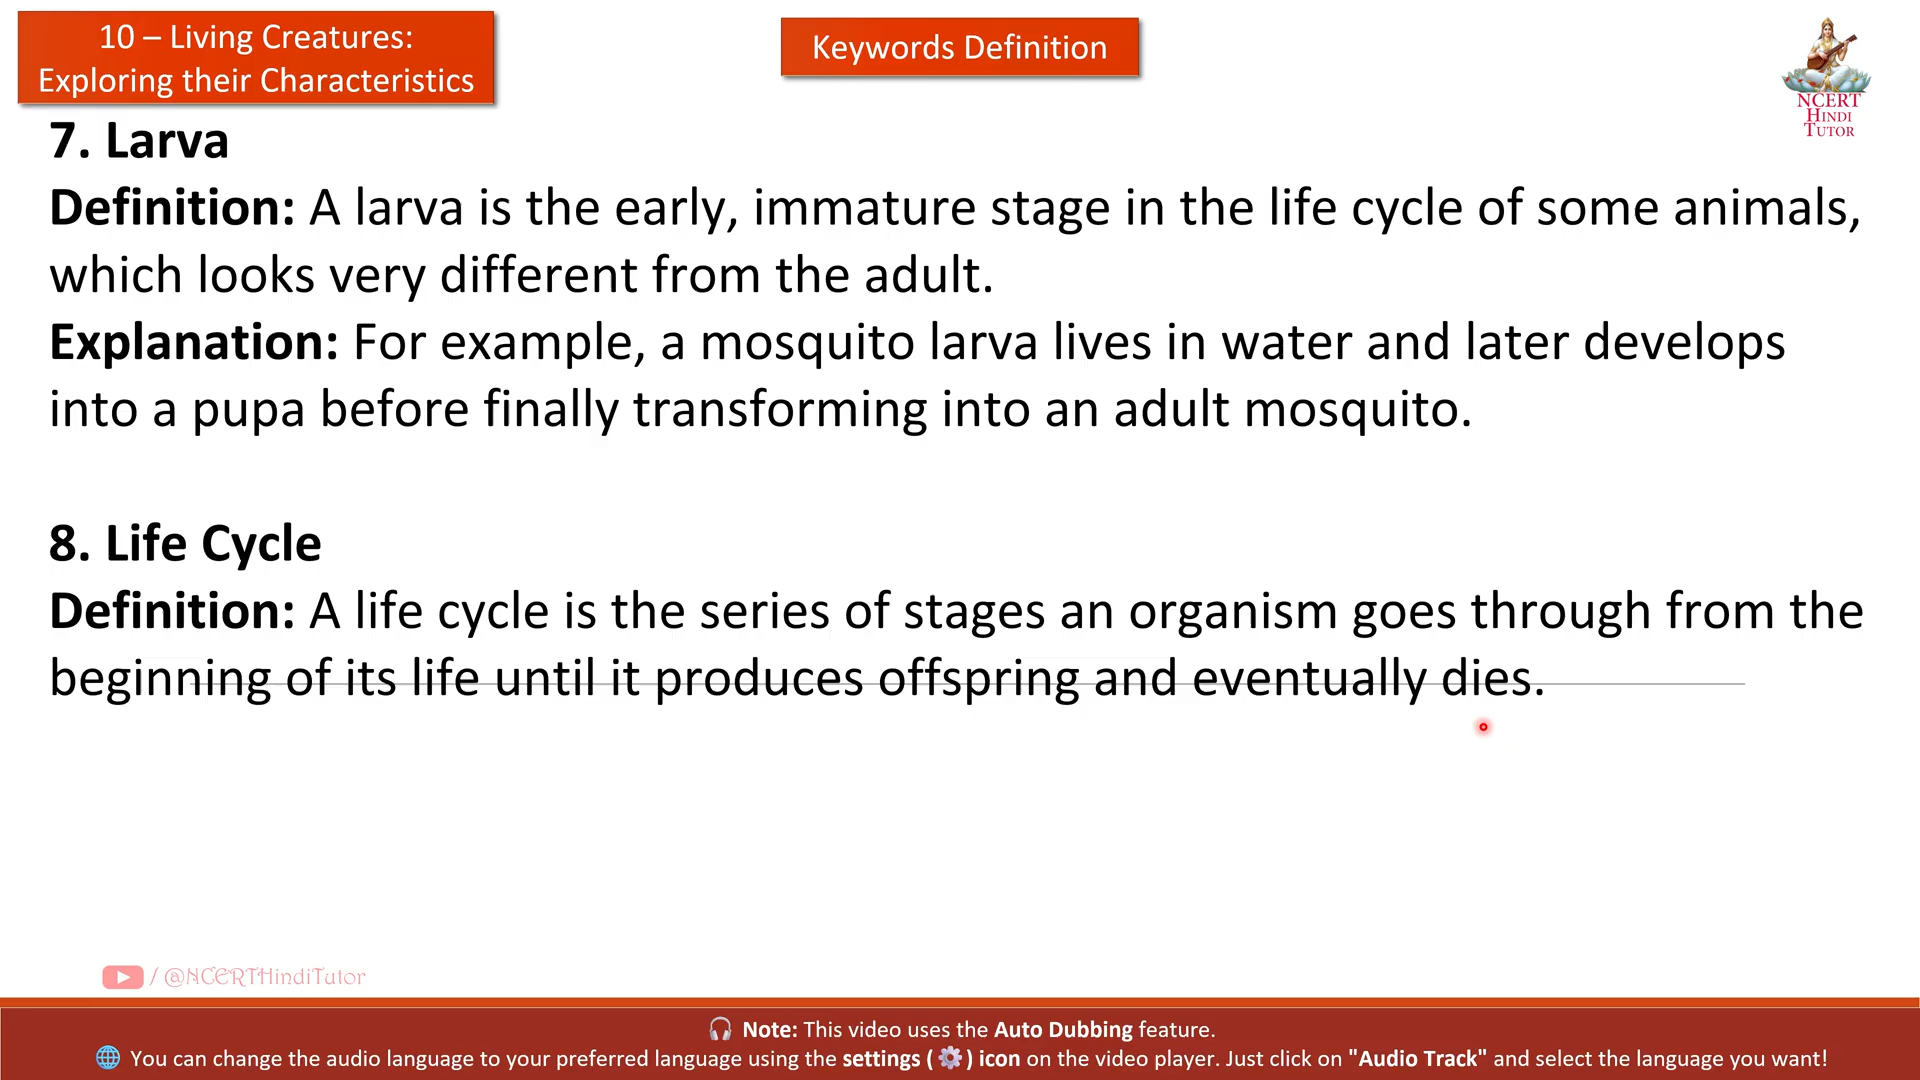 10 – Living Creatures:
Exploring their Characteristics
Keywords Definition
NCERT
HINDI
TUTOR
7. Larva
Definition: A larva is the early, immature stage in the life cycle of some animals,
which looks very different from the adult.
Explanation: For example, a mosquito larva lives in water and later develops
into a pupa before finally transforming into an adult mosquito.
8. Life Cycle
Definition: A life cycle is the series of stages an organism goes through from the
beginning of its life until it produces offspring and eventually dies.
/ @NCERTHindiTutor
🎧 Note: This video uses the Auto Dubbing feature.
🌐 You can change the audio language to your preferred language using the settings ( ⚙️ ) icon on the video player. Just click on "Audio Track" and select the language you want!